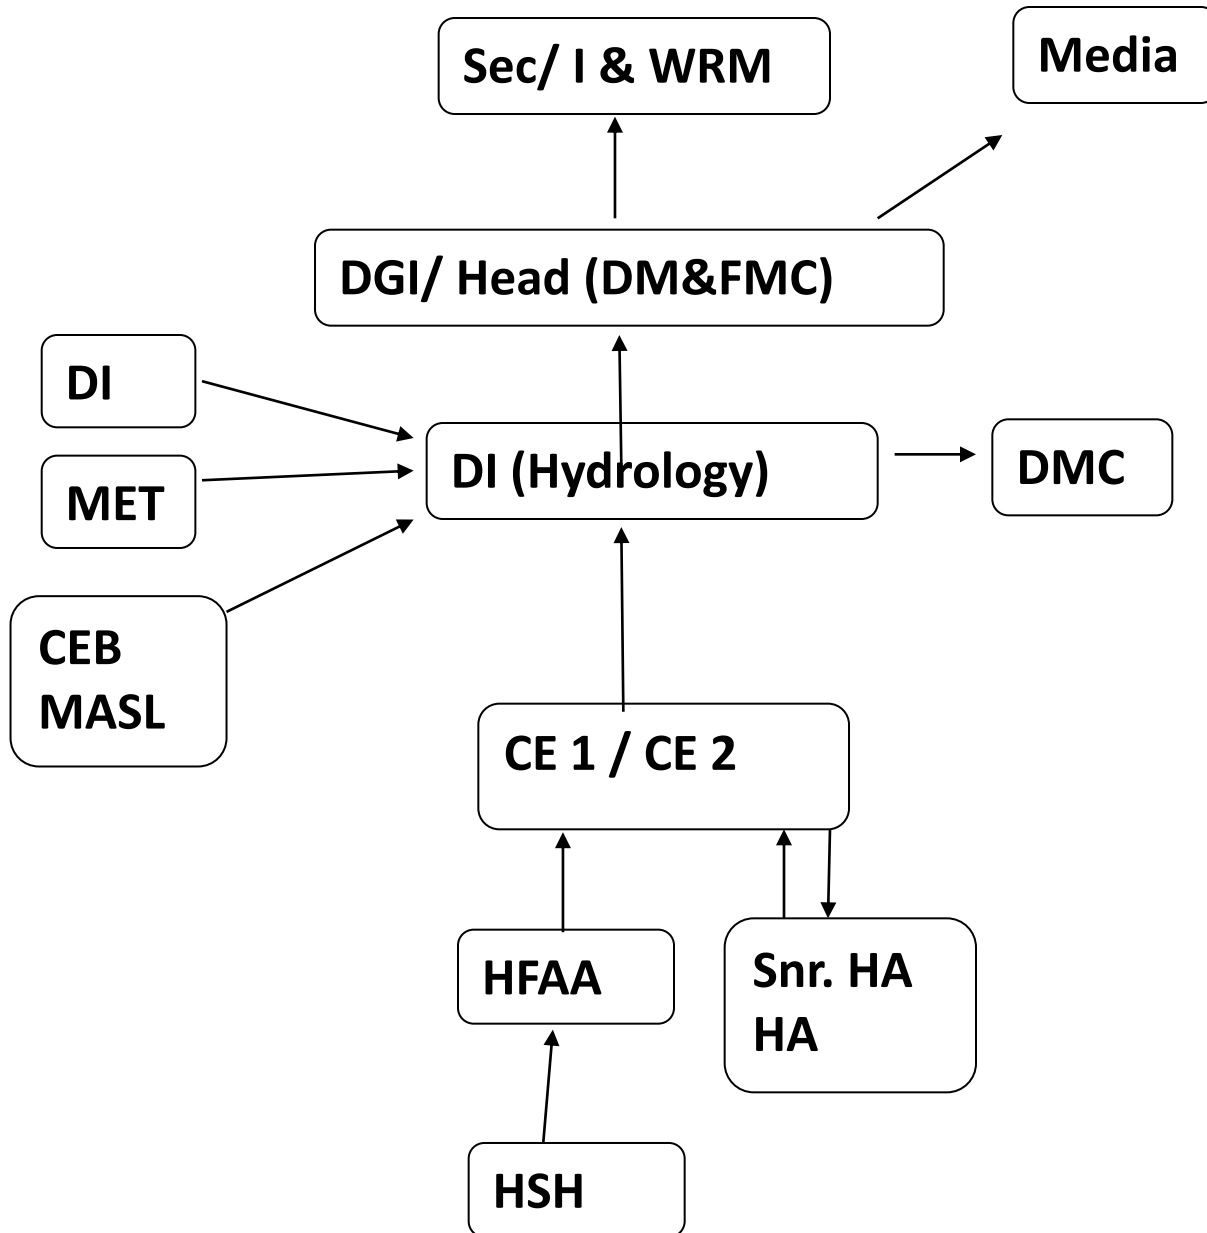 Sec/ I & WRM
Media
DGI/ Head (DM&FMC)
DI
MET
DI (Hydrology)
DMC
CEB
MASL
CE 1 / CE 2
HFAA
Snr. HA
HA
HSH